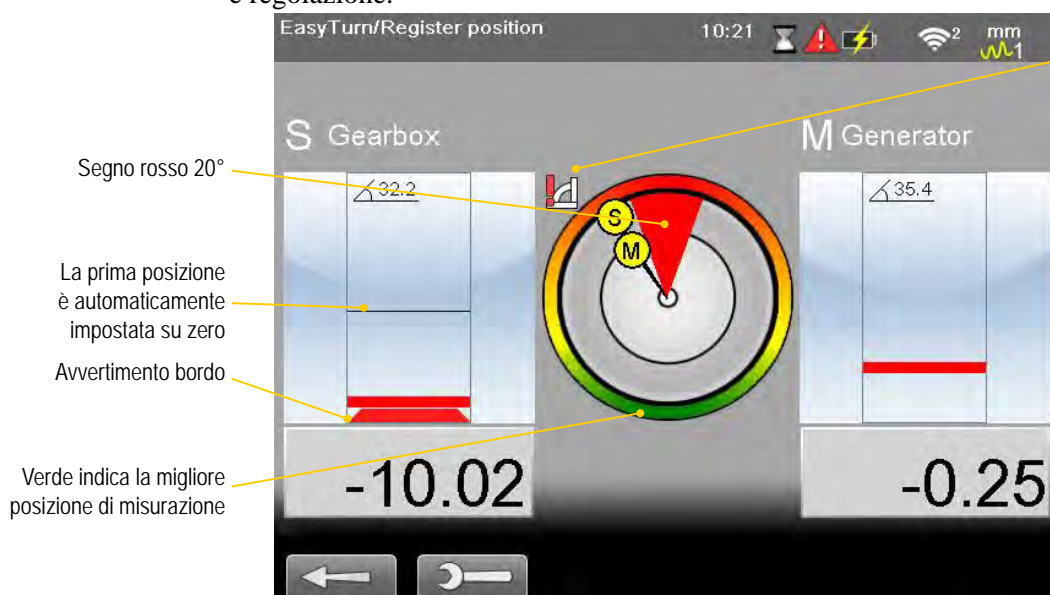 e regolazione.
EasyTurn/Register position 10:21 2 mm
1
S Gearbox M Generator
Segno rosso 20°
32.2 35.4
S
M
La prima posizione
è automaticamente
impostata su zero
Avvertimento bordo
Verde indica la migliore
posizione di misurazione
-10.02 -0.25